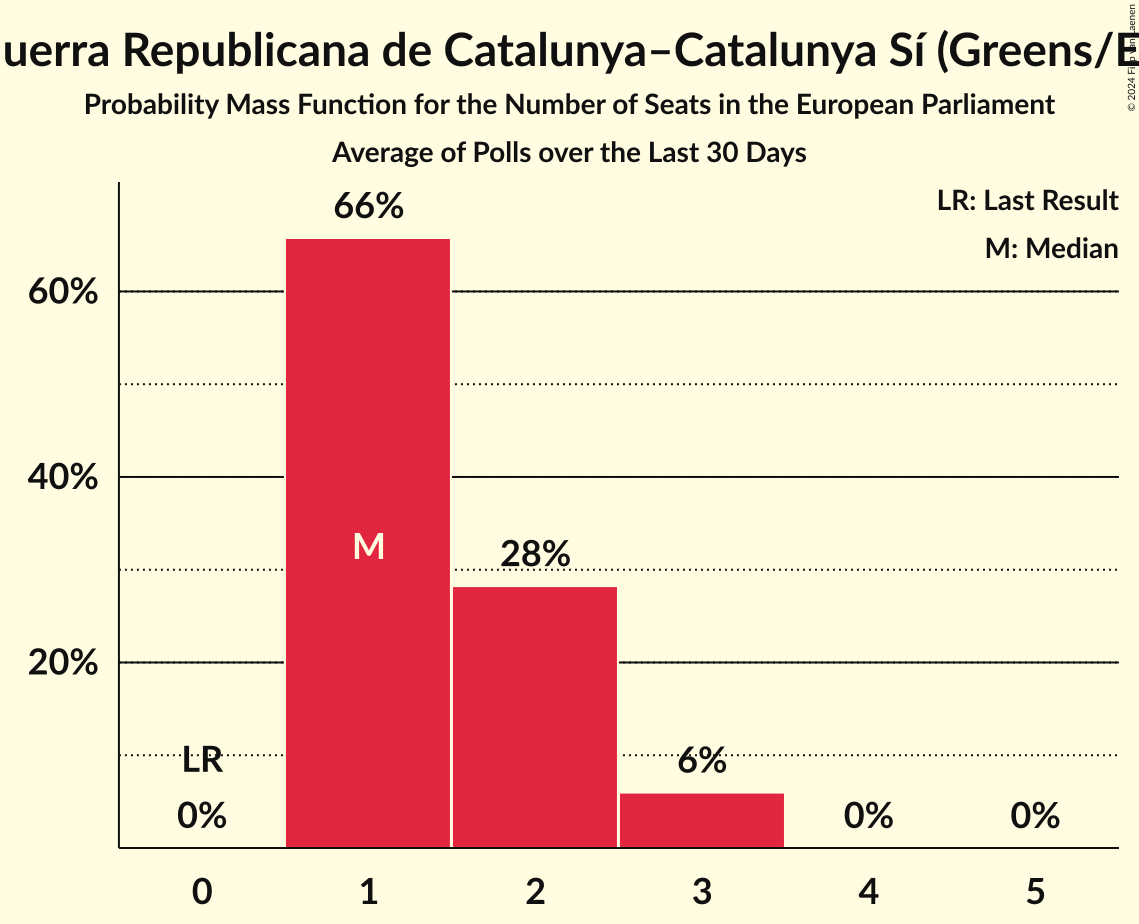 uerra Republicana de Catalunya–Catalunya Sí (Greens/E
Probability Mass Function for the Number of Seats in the European Parliament
Average of Polls over the Last 30 Days
© 2024
LR: Last Result
M: Median
66%
60%
40%
M
28%
20%
LR
6%
0%
0%
0%
0 1 2 3 4 5